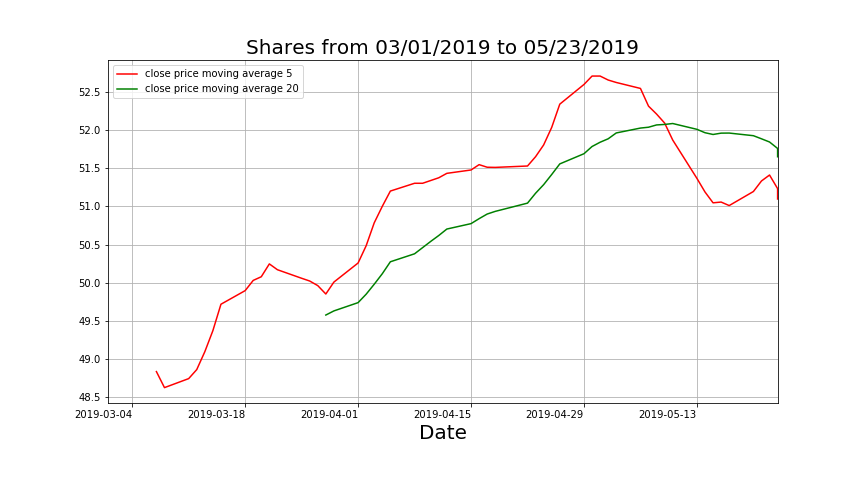 Shares from 03/01/2019 to 05/23/2019
close price moving average 5
close price moving average 20
52.5
52.0
51.5
51.0
50.5
50.0
49.5
49.0
48.5
2019-03-04 2019-03-18 2019-04-01 2019-04-15 2019-04-29 2019-05-13
Date